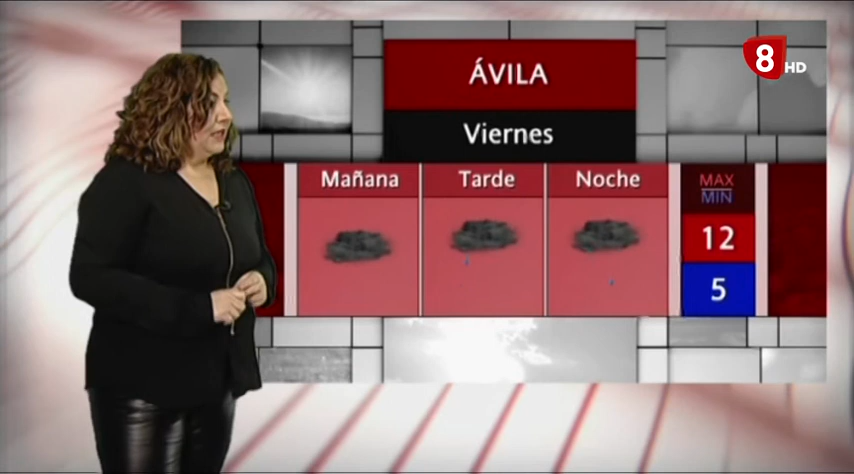 8 HD
ÁVILA
Viernes
Mañana Tarde Noche MAX
MIN
12
5